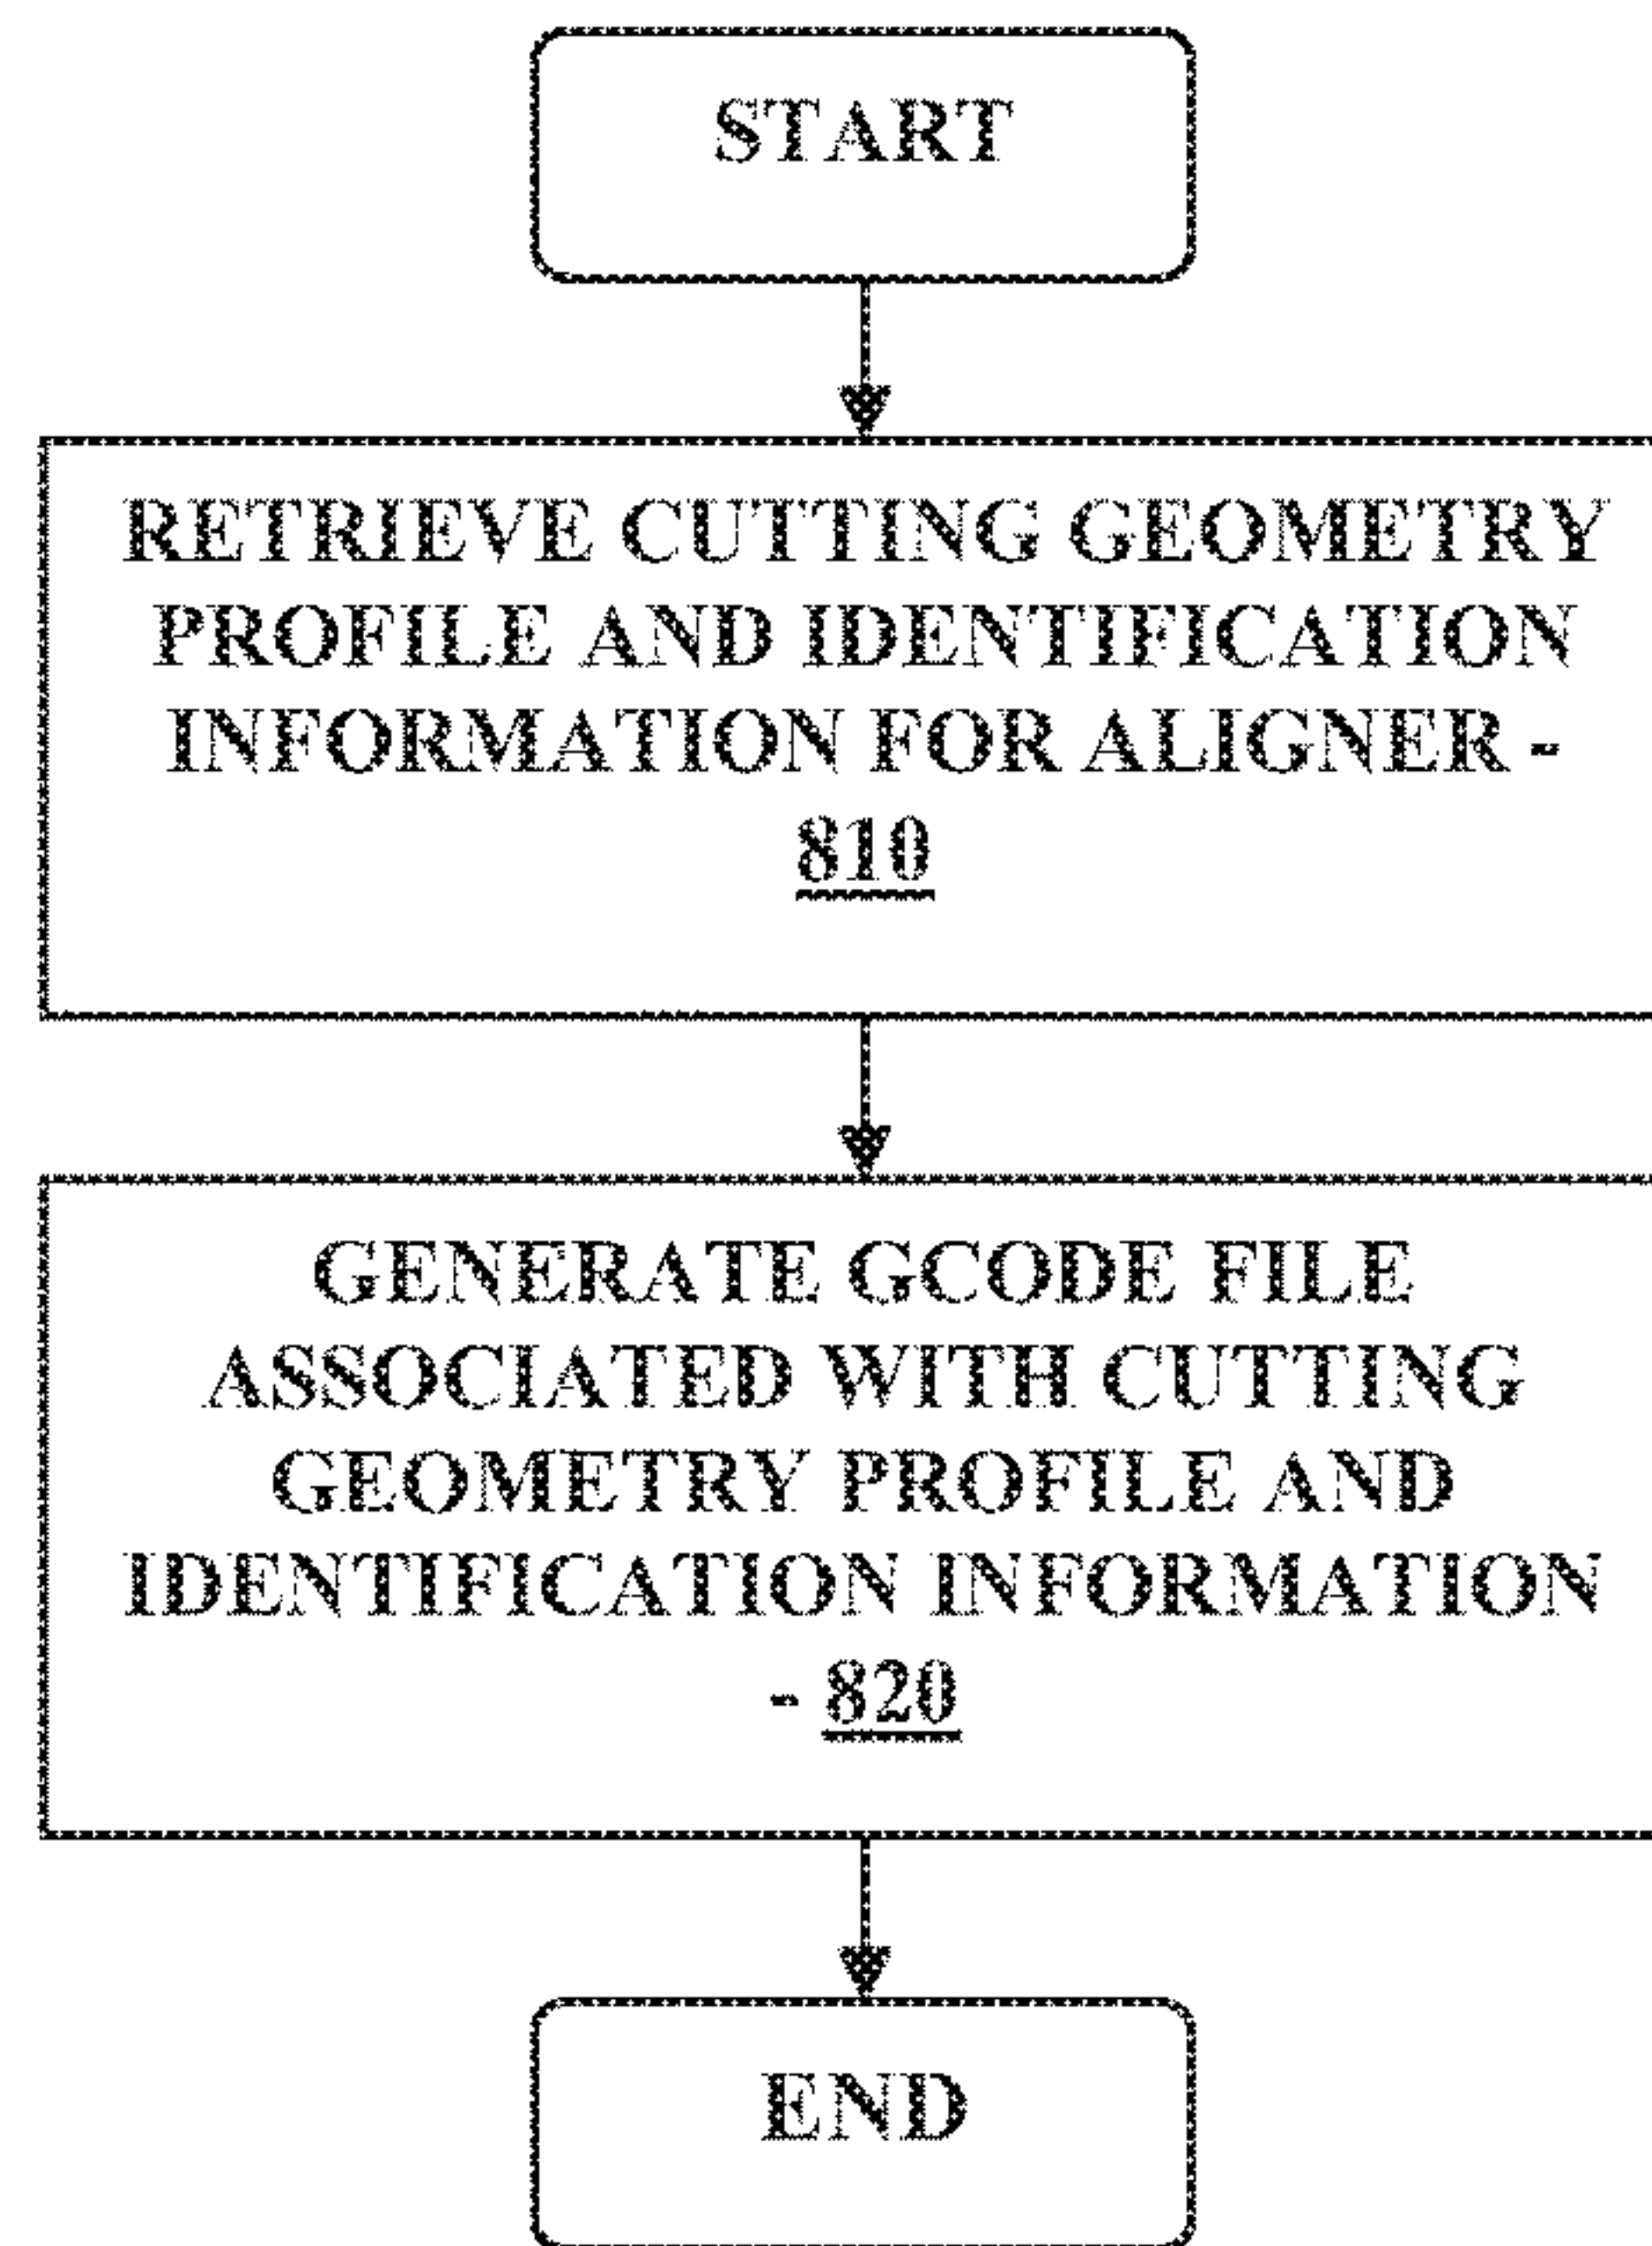 START
RETRIEVE CUTTING GEOMETRY
PROFILE AND IDENTIFICATION
INFORMATION FOR ALIGNER -
810
GENERATE GCODE FILE
ASSOCIATED WITH CUTTING
GEOMETRY PROFILE AND
IDENTIFICATION INFORMATION
- 820
END